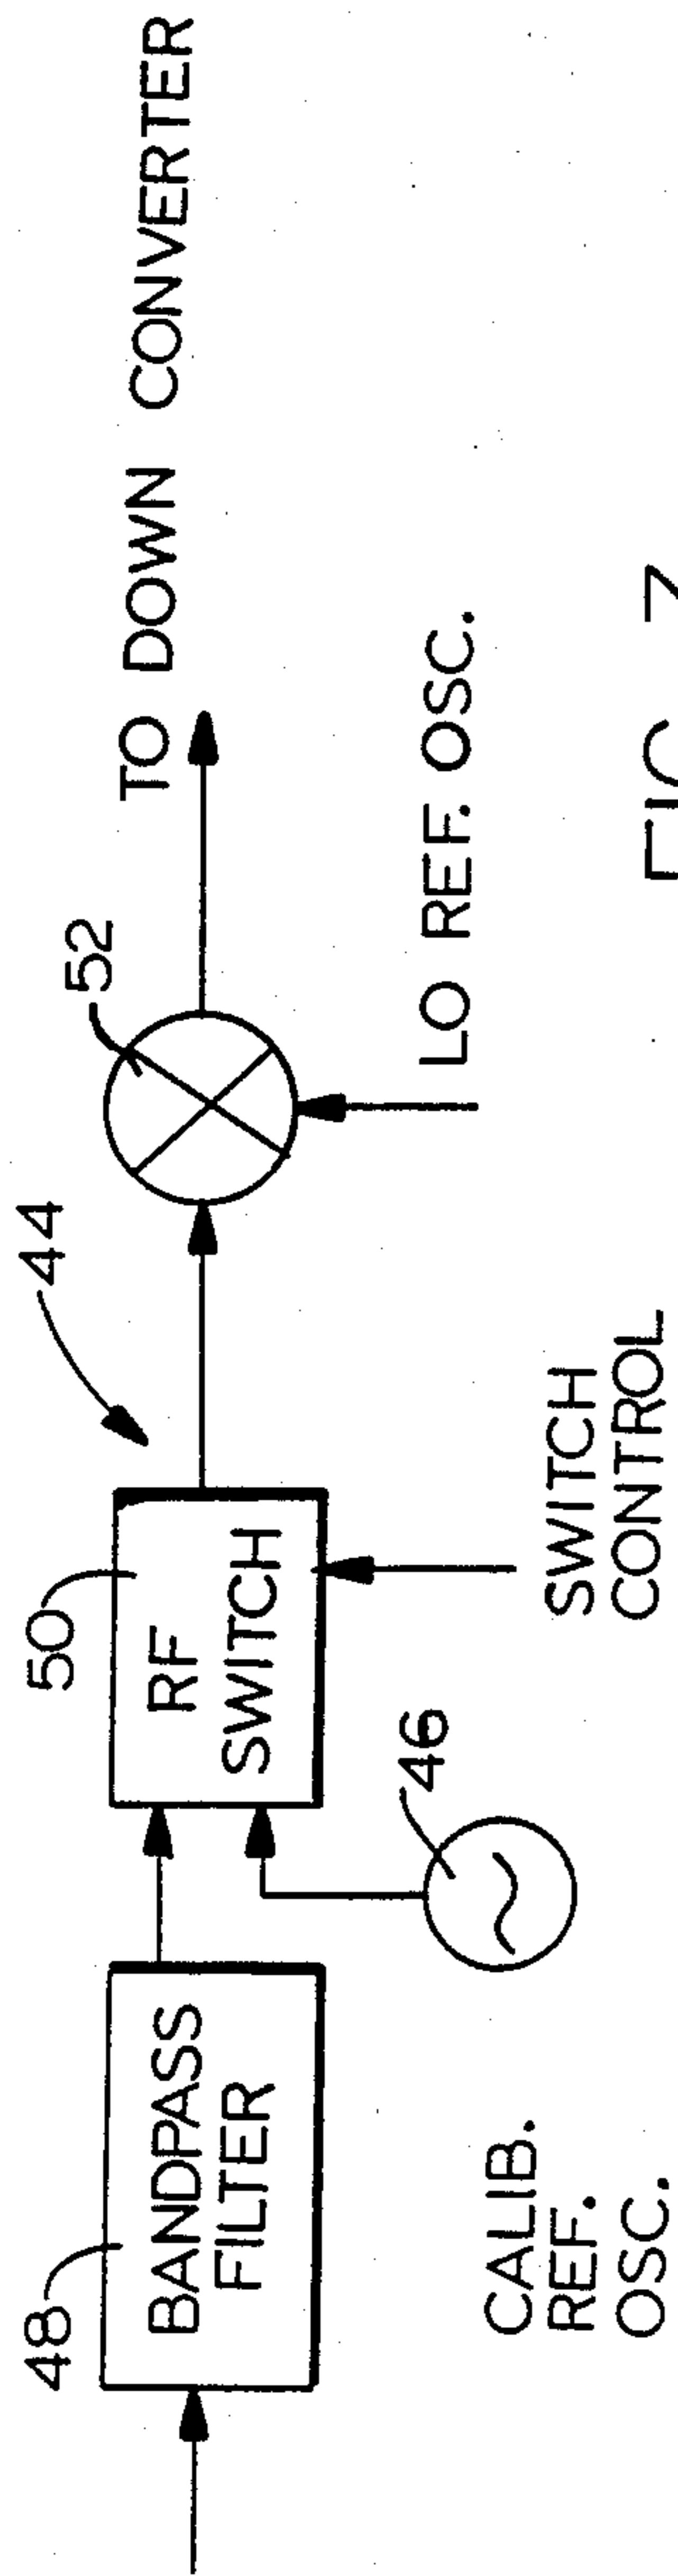 48
50
44
52
TO DOWN CONVERTER
BANDPASS
FILTER
RF
SWITCH
46
CALIB.
REF.
OSC.
SWITCH
CONTROL
LO REF. OSC.
FIG